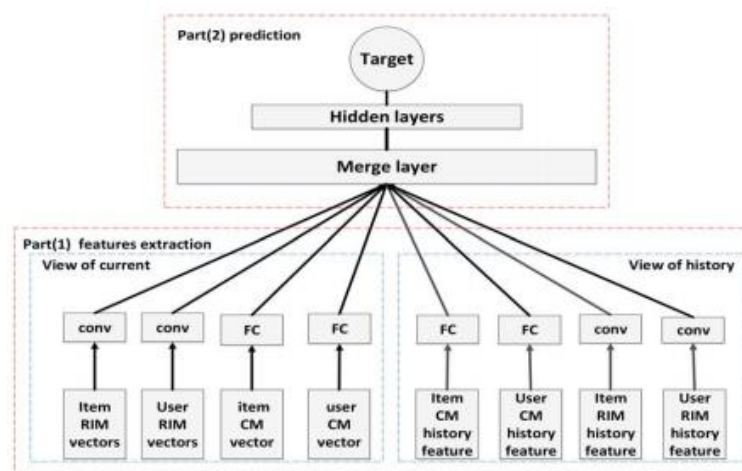 Part(2) prediction
Target
Hidden layers
Merge layer
Part(1) features extraction
View of current
View of history
conv
conv
FC
FC
FC
FC
conv
conv
Item
RIM
vectors
User
RIM
vectors
item
CM
vector
user
CM
vector
Item
CM
history
feature
User
CM
history
feature
Item
RIM
history
feature
User
RIM
history
feature